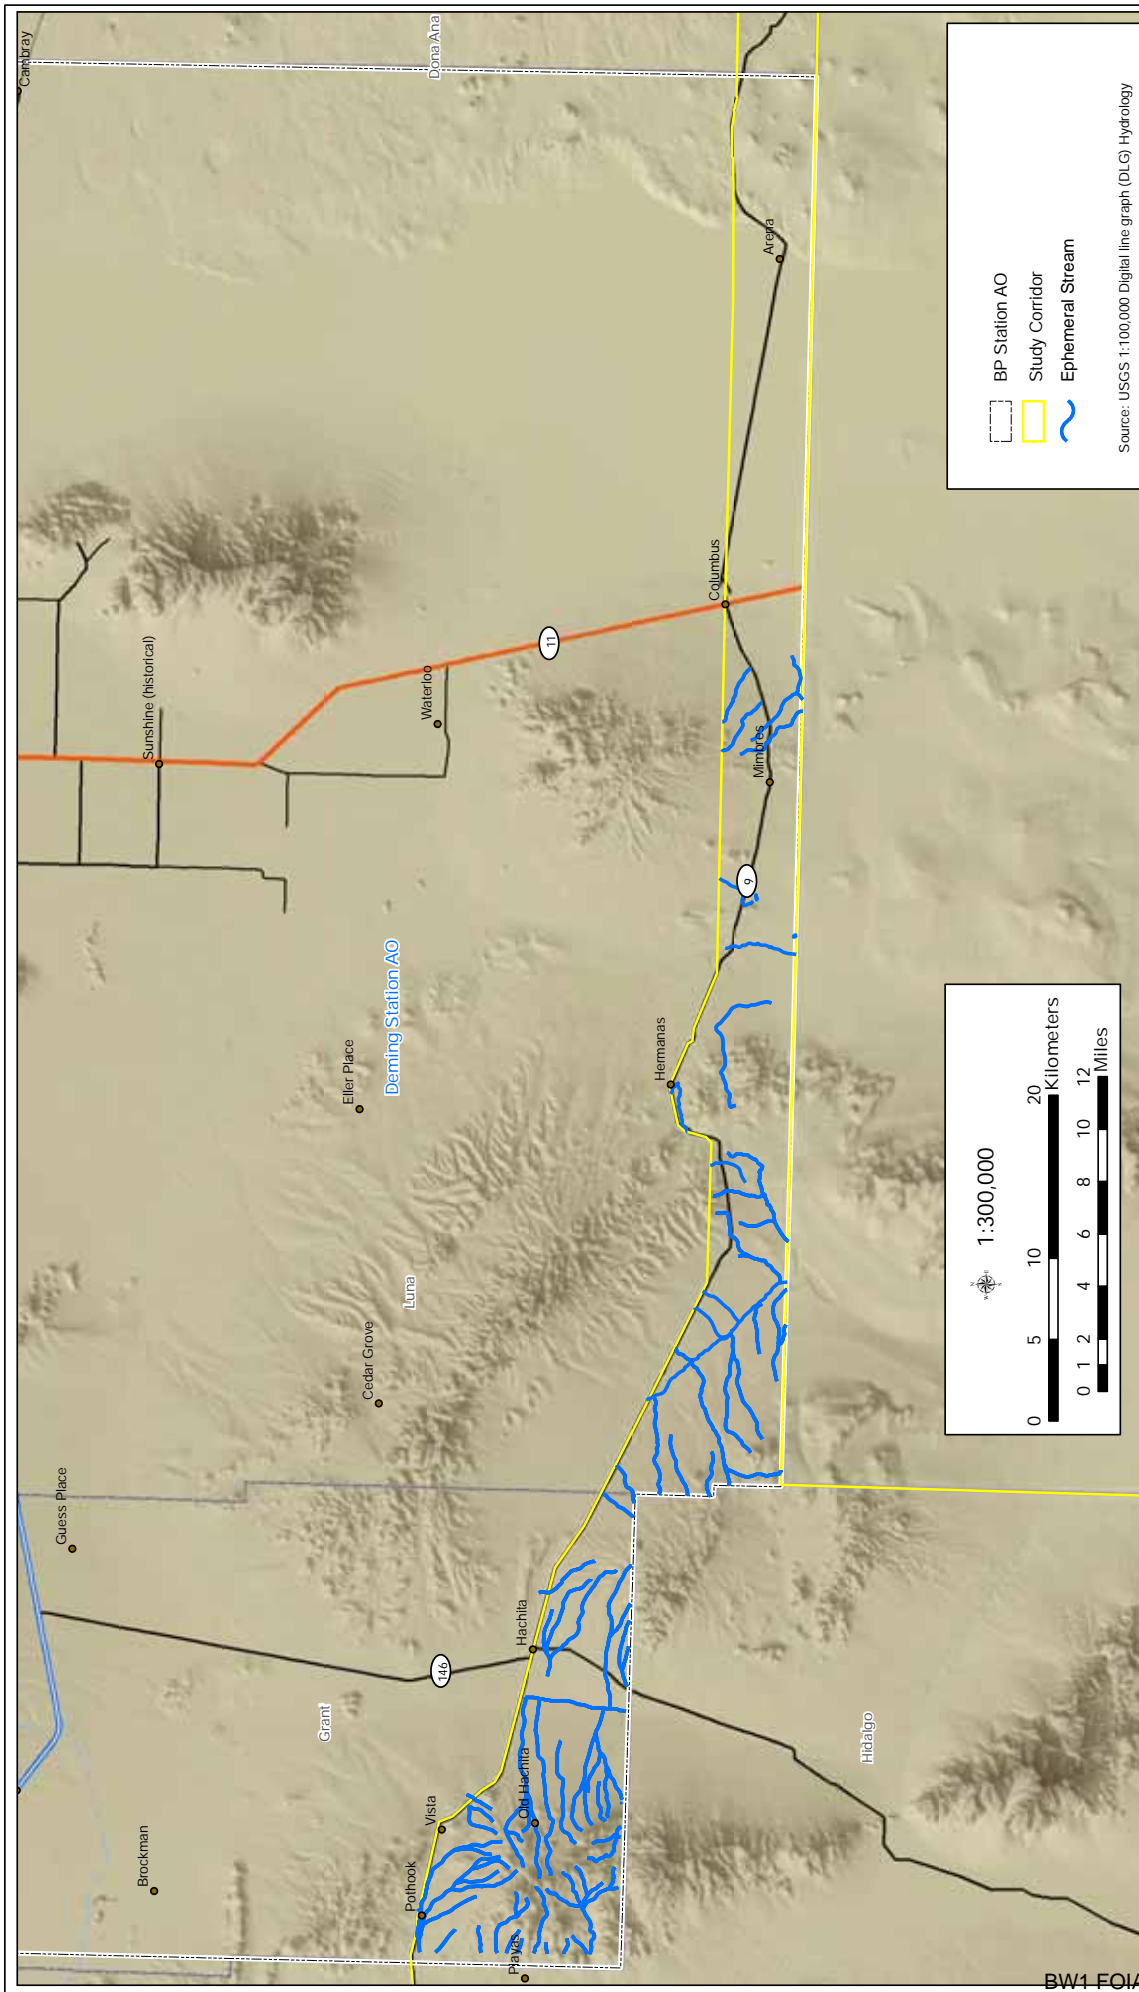 Cambray
Dona Ana
Arena
Columbus
Sunshine (historical)
Waterloo
11
Mimbres
9
Deming Station AO
Eller Place
Hermanas
Luna
Cedar Grove
Guess Place
Hachita
146
Grant
Hidalgo
Old Hachita
Vista
Brockman
Pothook
Playas
BP Station AO
Study Corridor
Ephemeral Stream
Source: USGS 1:100,000 Digital line graph (DLG) Hydrology
N
E
S
W
1:300,000
0 5 10 20
Kilometers
0 1 2 4 6 8 10 12
Miles
BW1 FOIA